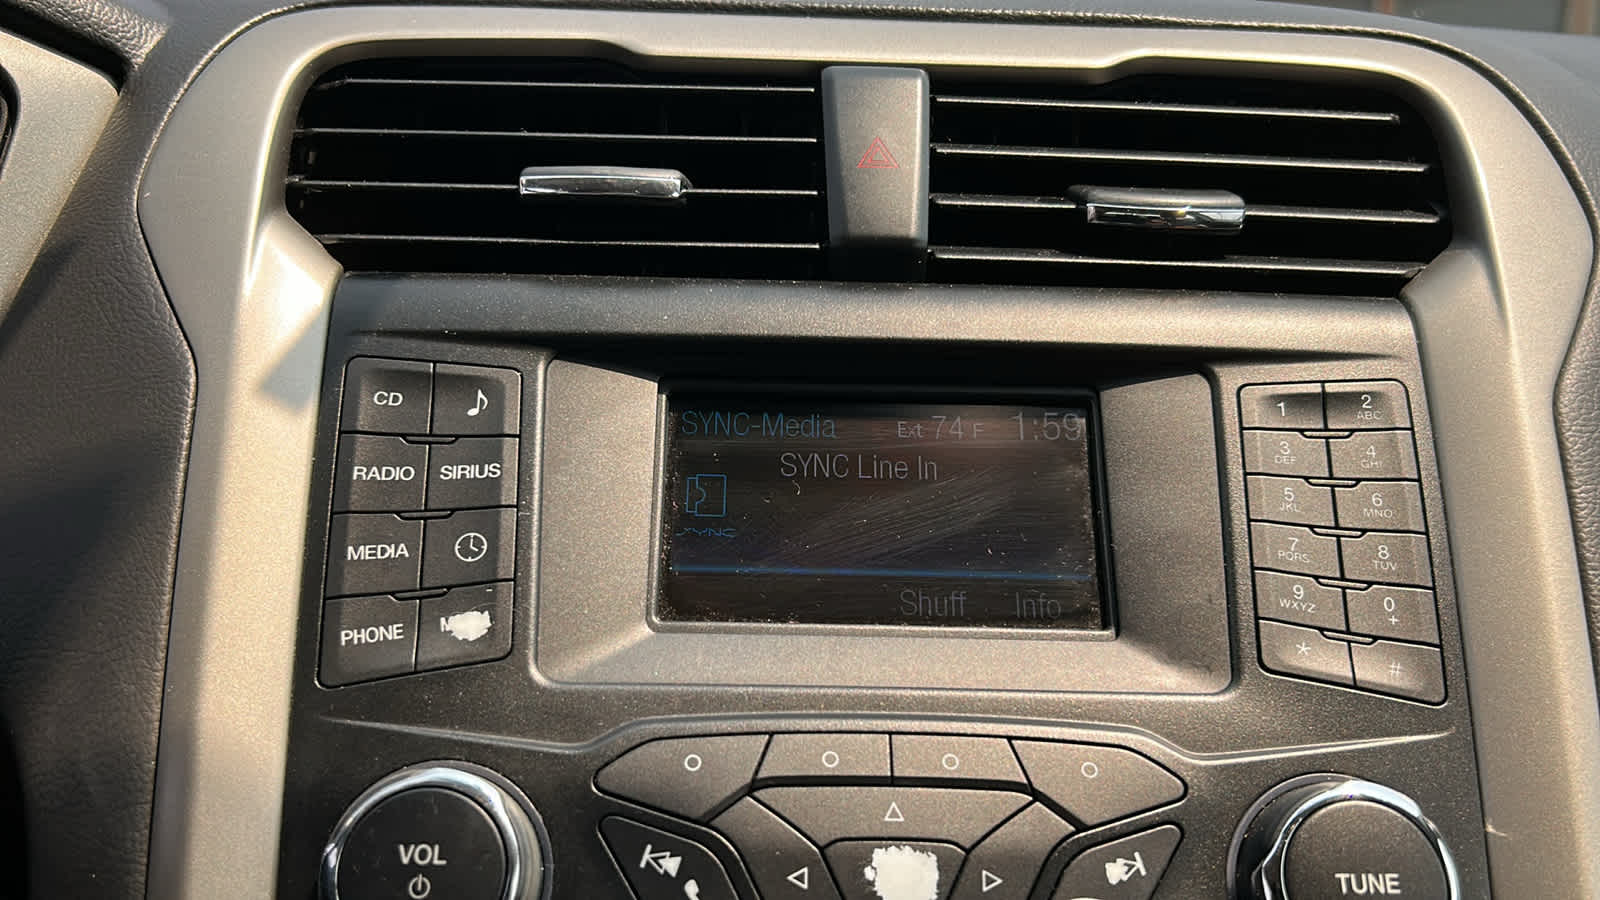 SYNC-Media Ext 74 F 1:59
SYNC Line In
SYNC
Shuff Info
CD
RADIO SIRIUS
MEDIA
PHONE
1 2 ABC
3 DEF 4 GHI
5 JKL 6 MNO
7 PQRS 8 TUV
9 WXYZ 0 +
* #
VOL
TUNE